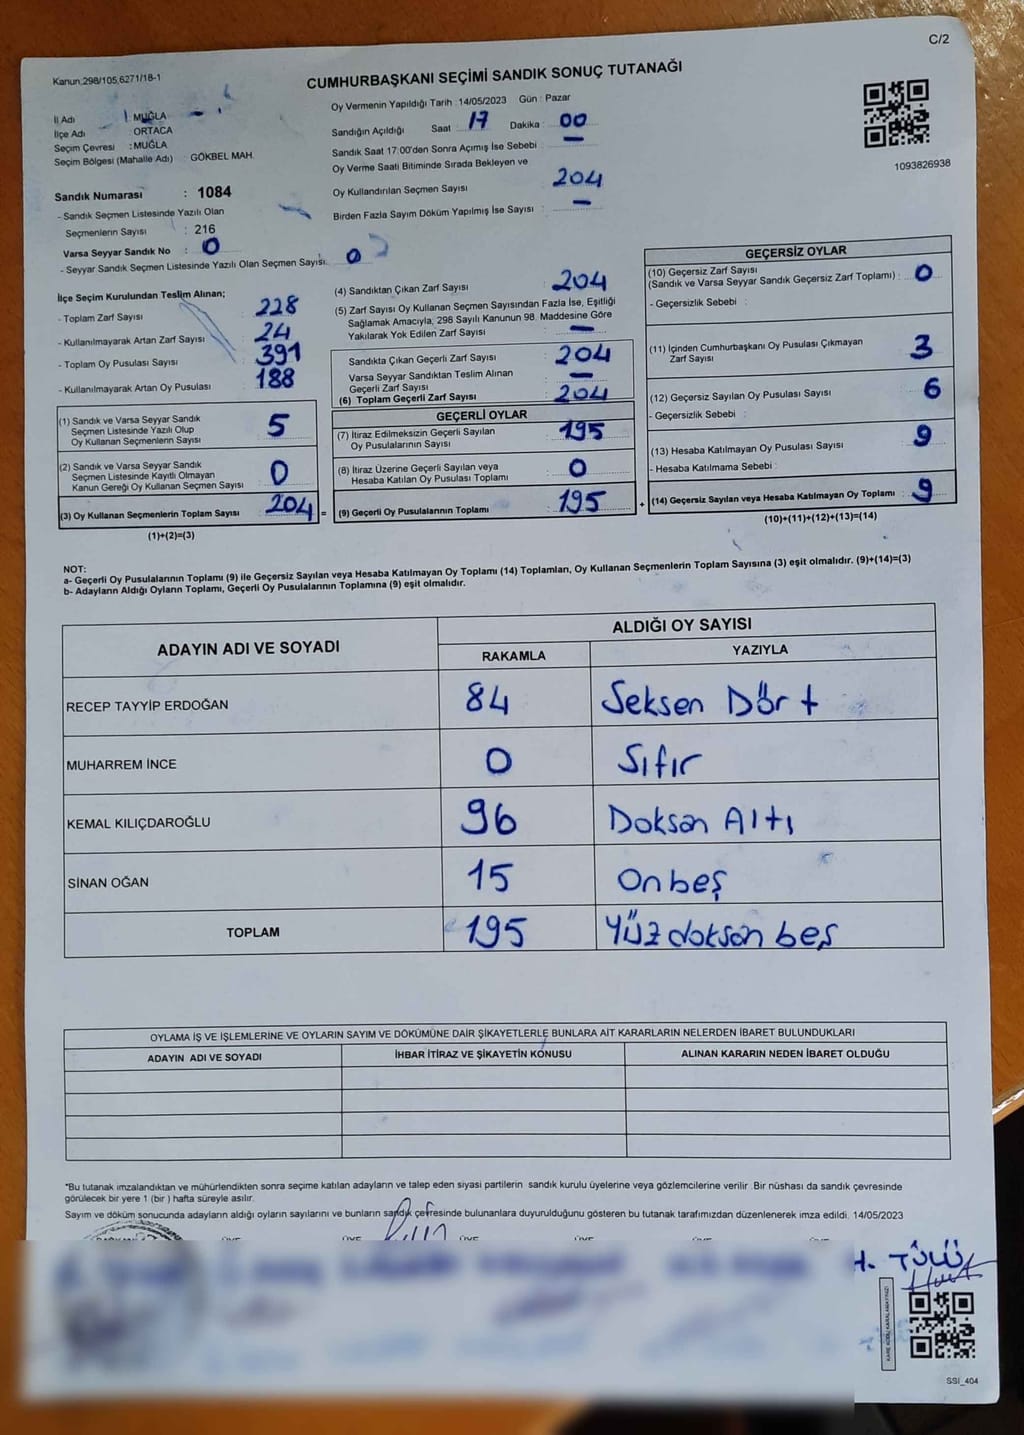 C/2
Kanun:298/105,6271/18-1
CUMHURBAŞKANI SEÇİMİ SANDIK SONUÇ TUTANAĞI
İl Adı : MUĞLA
İlçe Adı : ORTACA
Seçim Çevresi : MUĞLA
Seçim Bölgesi (Mahalle Adı) : GÖKBEL MAH.
Sandık Numarası : 1084
- Sandık Seçmen Listesinde Yazılı Olan
Seçmenlerin Sayısı : 216
Varsa Seyyar Sandık No : 0
- Seyyar Sandık Seçmen Listesinde Yazılı Olan Seçmen Sayısı: 0
Oy Vermenin Yapıldığı Tarih :14/05/2023 Gün : Pazar
Sandığın Açıldığı Saat : 17 Dakika : 00
Sandık Saat 17:00'den Sonra Açımış İse Sebebi : —
Oy Verme Saati Bitiminde Sırada Bekleyen ve
Oy Kullandırılan Seçmen Sayısı : 204
Birden Fazla Sayım Döküm Yapılmış İse Sayısı : —
1093826938
İlçe Seçim Kurulundan Teslim Alınan;
- Toplam Zarf Sayısı : 228
- Kullanılmayarak Artan Zarf Sayısı : 24
- Toplam Oy Pusulası Sayısı : 391
- Kullanılmayarak Artan Oy Pusulası : 188
(1) Sandık ve Varsa Seyyar Sandık
Seçmen Listesinde Yazılı Olup
Oy Kullanan Seçmenlerin Sayısı : 5
(2) Sandık ve Varsa Seyyar Sandık
Seçmen Listesinde Kayıtlı Olmayan
Kanun Gereği Oy Kullanan Seçmen Sayısı : 0
(3) Oy Kullanan Seçmenlerin Toplam Sayısı : 204 =
(1)+(2)=(3)
(4) Sandıktan Çıkan Zarf Sayısı : 204
(5) Zarf Sayısı Oy Kullanan Seçmen Sayısından Fazla İse, Eşitliği
Sağlamak Amacıyla, 298 Sayılı Kanunun 98. Maddesine Göre
Yakılarak Yok Edilen Zarf Sayısı : —
Sandıkta Çıkan Geçerli Zarf Sayısı : 204
Varsa Seyyar Sandıktan Teslim Alınan
Geçerli Zarf Sayısı : —
(6) Toplam Geçerli Zarf Sayısı : 204
GEÇERLİ OYLAR
(7) İtiraz Edilmeksizin Geçerli Sayılan
Oy Pusulalarının Sayısı : 195
(8) İtiraz Üzerine Geçerli Sayılan veya
Hesaba Katılan Oy Pusulası Toplamı : 0
(9) Geçerli Oy Pusulalarının Toplamı : 195 +
GEÇERSİZ OYLAR
(10) Geçersiz Zarf Sayısı
(Sandık ve Varsa Seyyar Sandık Geçersiz Zarf Toplamı) : 0
- Geçersizlik Sebebi :
(11) İçinden Cumhurbaşkanı Oy Pusulası Çıkmayan
Zarf Sayısı : 3
(12) Geçersiz Sayılan Oy Pusulası Sayısı : 6
- Geçersizlik Sebebi :
(13) Hesaba Katılmayan Oy Pusulası Sayısı : 9
- Hesaba Katılmama Sebebi :
(14) Geçersiz Sayılan veya Hesaba Katılmayan Oy Toplamı : 9
(10)+(11)+(12)+(13)=(14)
NOT:
a- Geçerli Oy Pusulalarının Toplamı (9) ile Geçersiz Sayılan veya Hesaba Katılmayan Oy Toplamı (14) Toplamları, Oy Kullanan Seçmenlerin Toplam Sayısına (3) eşit olmalıdır. (9)+(14)=(3)
b- Adayların Aldığı Oyların Toplamı, Geçerli Oy Pusulalarının Toplamına (9) eşit olmalıdır.
ADAYIN ADI VE SOYADI ALDIĞI OY SAYISI
RAKAMLA YAZIYLA
RECEP TAYYİP ERDOĞAN 84 Seksen Dört
MUHARREM İNCE 0 Sıfır
KEMAL KILIÇDAROĞLU 96 Doksan Altı
SİNAN OĞAN 15 Onbeş
TOPLAM 195 Yüz doksan beş
OYLAMA İŞ VE İŞLEMLERİNE VE OYLARIN SAYIM VE DÖKÜMÜNE DAİR ŞİKAYETLERLE BUNLARA AİT KARARLARIN NELERDEN İBARET BULUNDUKLARI
ADAYIN ADI VE SOYADI İHBAR İTİRAZ VE ŞİKAYETİN KONUSU ALINAN KARARIN NEDEN İBARET OLDUĞU
*Bu tutanak imzalandıktan ve mühürlendikten sonra seçime katılan adayların ve talep eden siyasi partilerin sandık kurulu üyelerine veya gözlemcilerine verilir .Bir nüshası da sandık çevresinde
görülecek bir yere 1 (bir ) hafta süreyle asılır.
Sayım ve döküm sonucunda adayların aldığı oyların sayılarını ve bunların sandık çefresinde bulunanlara duyurulduğunu gösteren bu tutanak tarafımızdan düzenlenerek imza edildi. 14/05/2023
H. TÜLÜ
KARE KODU KARALAMAYINIZ!
SSI_404